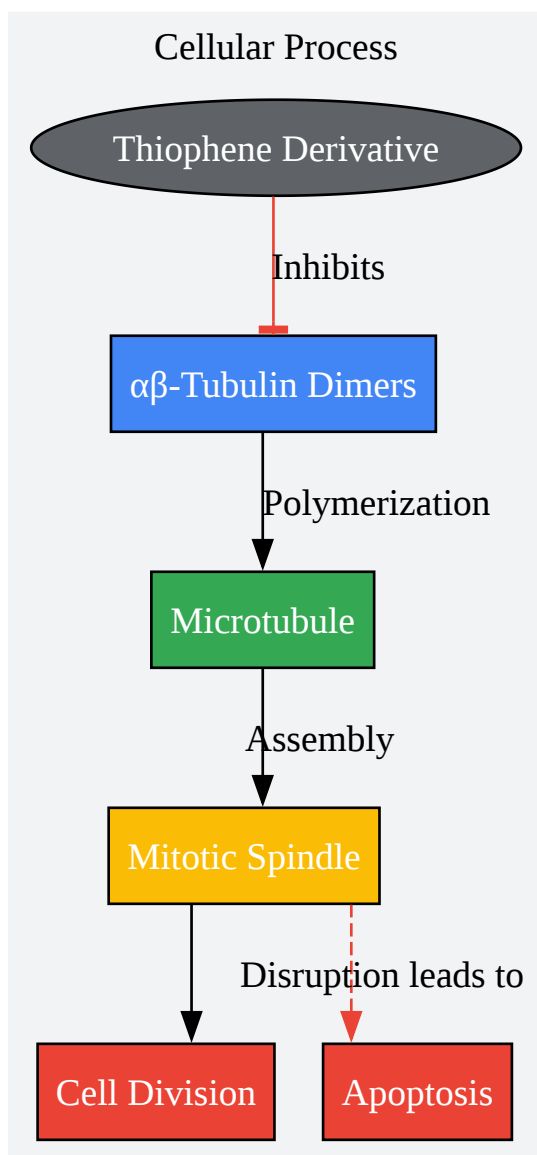 Cellular Process
Thiophene Derivative
Inhibits
αβ-Tubulin Dimers
Polymerization
Microtubule
Assembly
Mitotic Spindle
Disruption leads to
Cell Division
Apoptosis